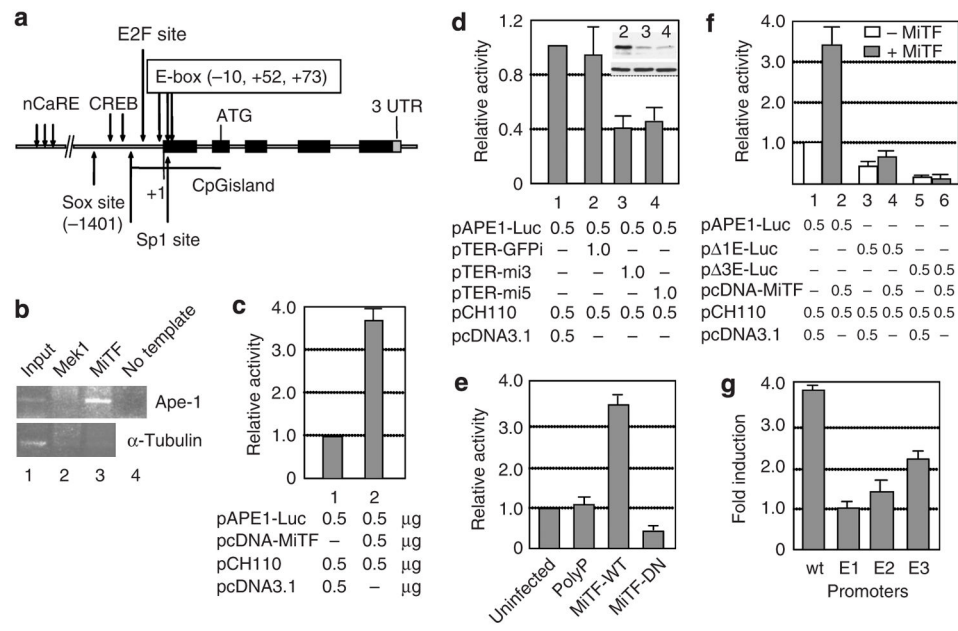 a
E2F site
E-box (−10, +52, +73)
nCaRE
CREB
ATG
3 UTR
+1
CpGisland
Sox site
(−1401)
Sp1 site
b
Input
Mek1
MiTF
No template
Ape-1
α-Tubulin
1 2 3 4
c
Relative activity
4.0
3.0
2.0
1.0
0
1 2
pAPE1-Luc 0.5 0.5 μg
pcDNA-MiTF – 0.5 μg
pCH110 0.5 0.5 μg
pcDNA3.1 0.5 – μg
d
Relative activity
1.2
0.8
0.4
0
2 3 4
1 2 3 4
pAPE1-Luc 0.5 0.5 0.5 0.5
pTER-GFPi – 1.0 – –
pTER-mi3 – – 1.0 –
pTER-mi5 – – – 1.0
pCH110 0.5 0.5 0.5 0.5
pcDNA3.1 0.5 – – –
e
Relative activity
4.0
3.0
2.0
1.0
0
Uninfected
PolyP
MiTF-WT
MiTF-DN
f
– MiTF
+ MiTF
Relative activity
4.0
3.0
2.0
1.0
0
1 2 3 4 5 6
pAPE1-Luc 0.5 0.5 – – – –
pΔ1E-Luc – – 0.5 0.5 – –
pΔ3E-Luc – – – – 0.5 0.5
pcDNA-MiTF – 0.5 – 0.5 – 0.5
pCH110 0.5 0.5 0.5 0.5 0.5 0.5
pcDNA3.1 0.5 – 0.5 – 0.5 –
g
Fold induction
4.0
3.0
2.0
1.0
0
wt E1 E2 E3
Promoters